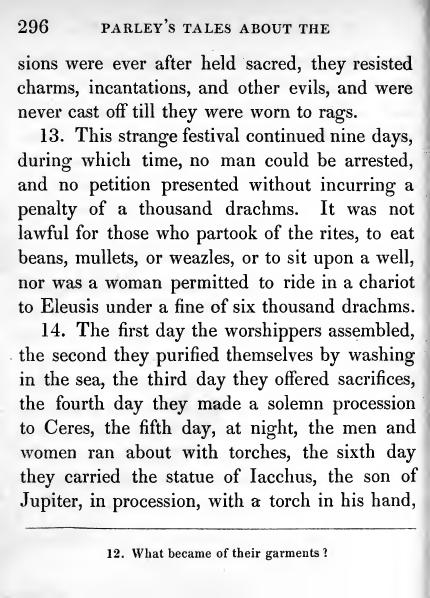 296 PARLEY'S TALES ABOUT THE
sions were ever after held sacred, they resisted
charms, incantations, and other evils, and were
never cast off till they were worn to rags.
13. This strange festival continued nine days,
during which time, no man could be arrested,
and no petition presented without incurring a
penalty of a thousand drachms. It was not
lawful for those who partook of the rites, to eat
beans, mullets, or weazles, or to sit upon a well,
nor was a woman permitted to ride in a chariot
to Eleusis under a fine of six thousand drachms.
14. The first day the worshippers assembled,
the second they purified themselves by washing
in the sea, the third day they offered sacrifices,
the fourth day they made a solemn procession
to Ceres, the fifth day, at night, the men and
women ran about with torches, the sixth day
they carried the statue of Iacchus, the son of
Jupiter, in procession, with a torch in his hand,
12. What became of their garments?